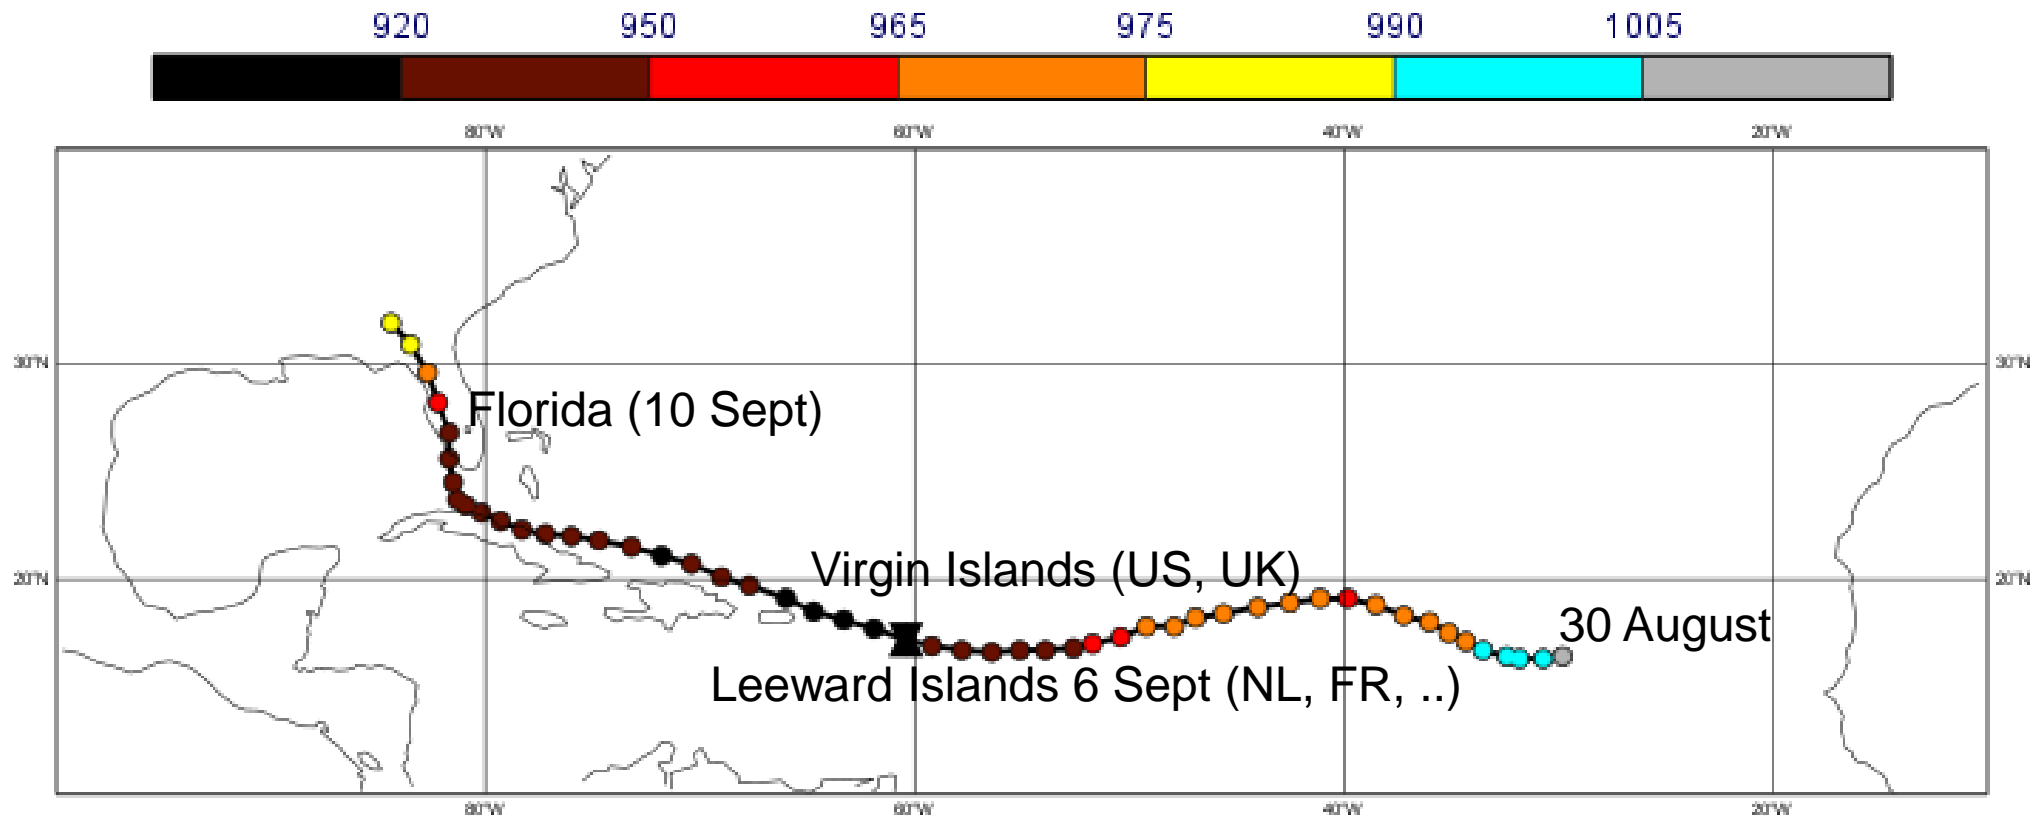 920 950 965 975 990 1005
80°W 60°W 40°W 20°W
30°N 30°N
Florida (10 Sept)
Virgin Islands (US, UK)
20°N 20°N
30 August
Leeward Islands 6 Sept (NL, FR, ..)
80°W 60°W 40°W 20°W